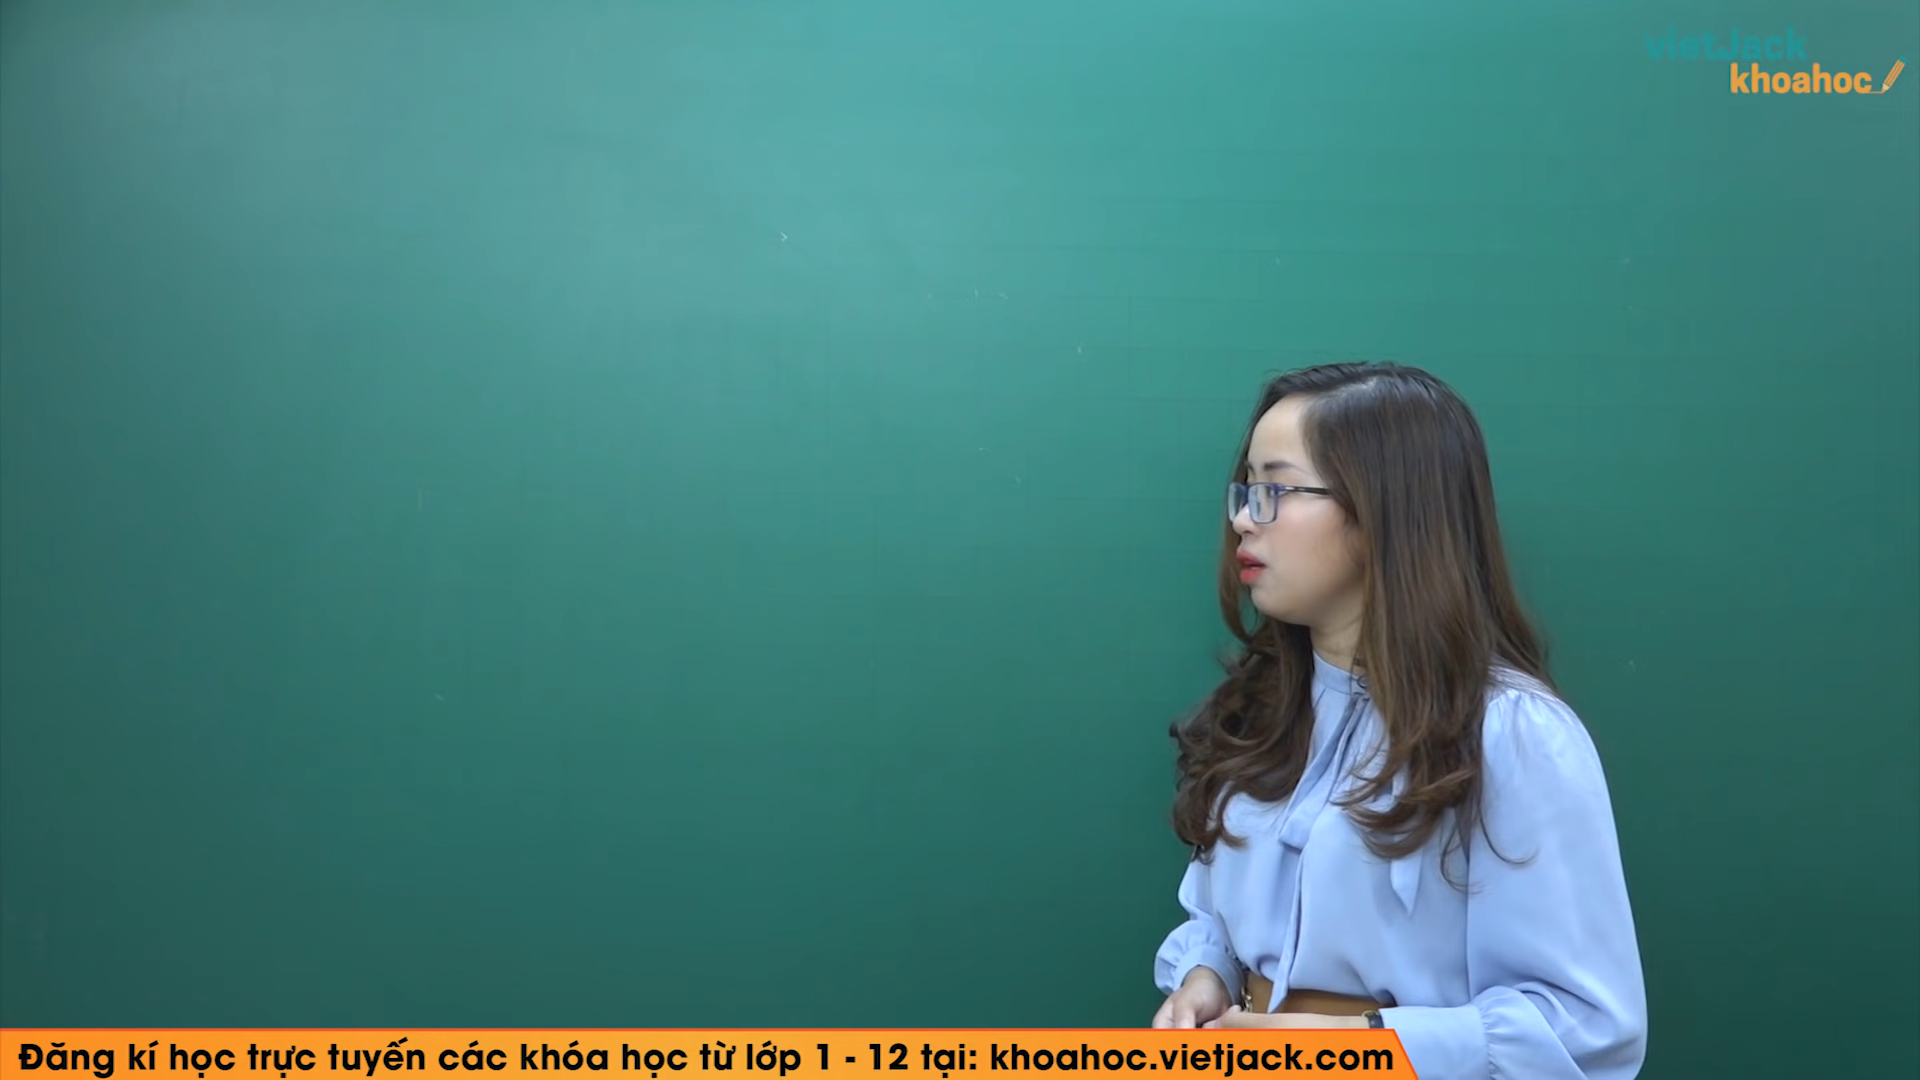 vietJack
khoahoc
Đăng kí học trực tuyến các khóa học từ lớp 1 - 12 tại: khoahoc.vietjack.com